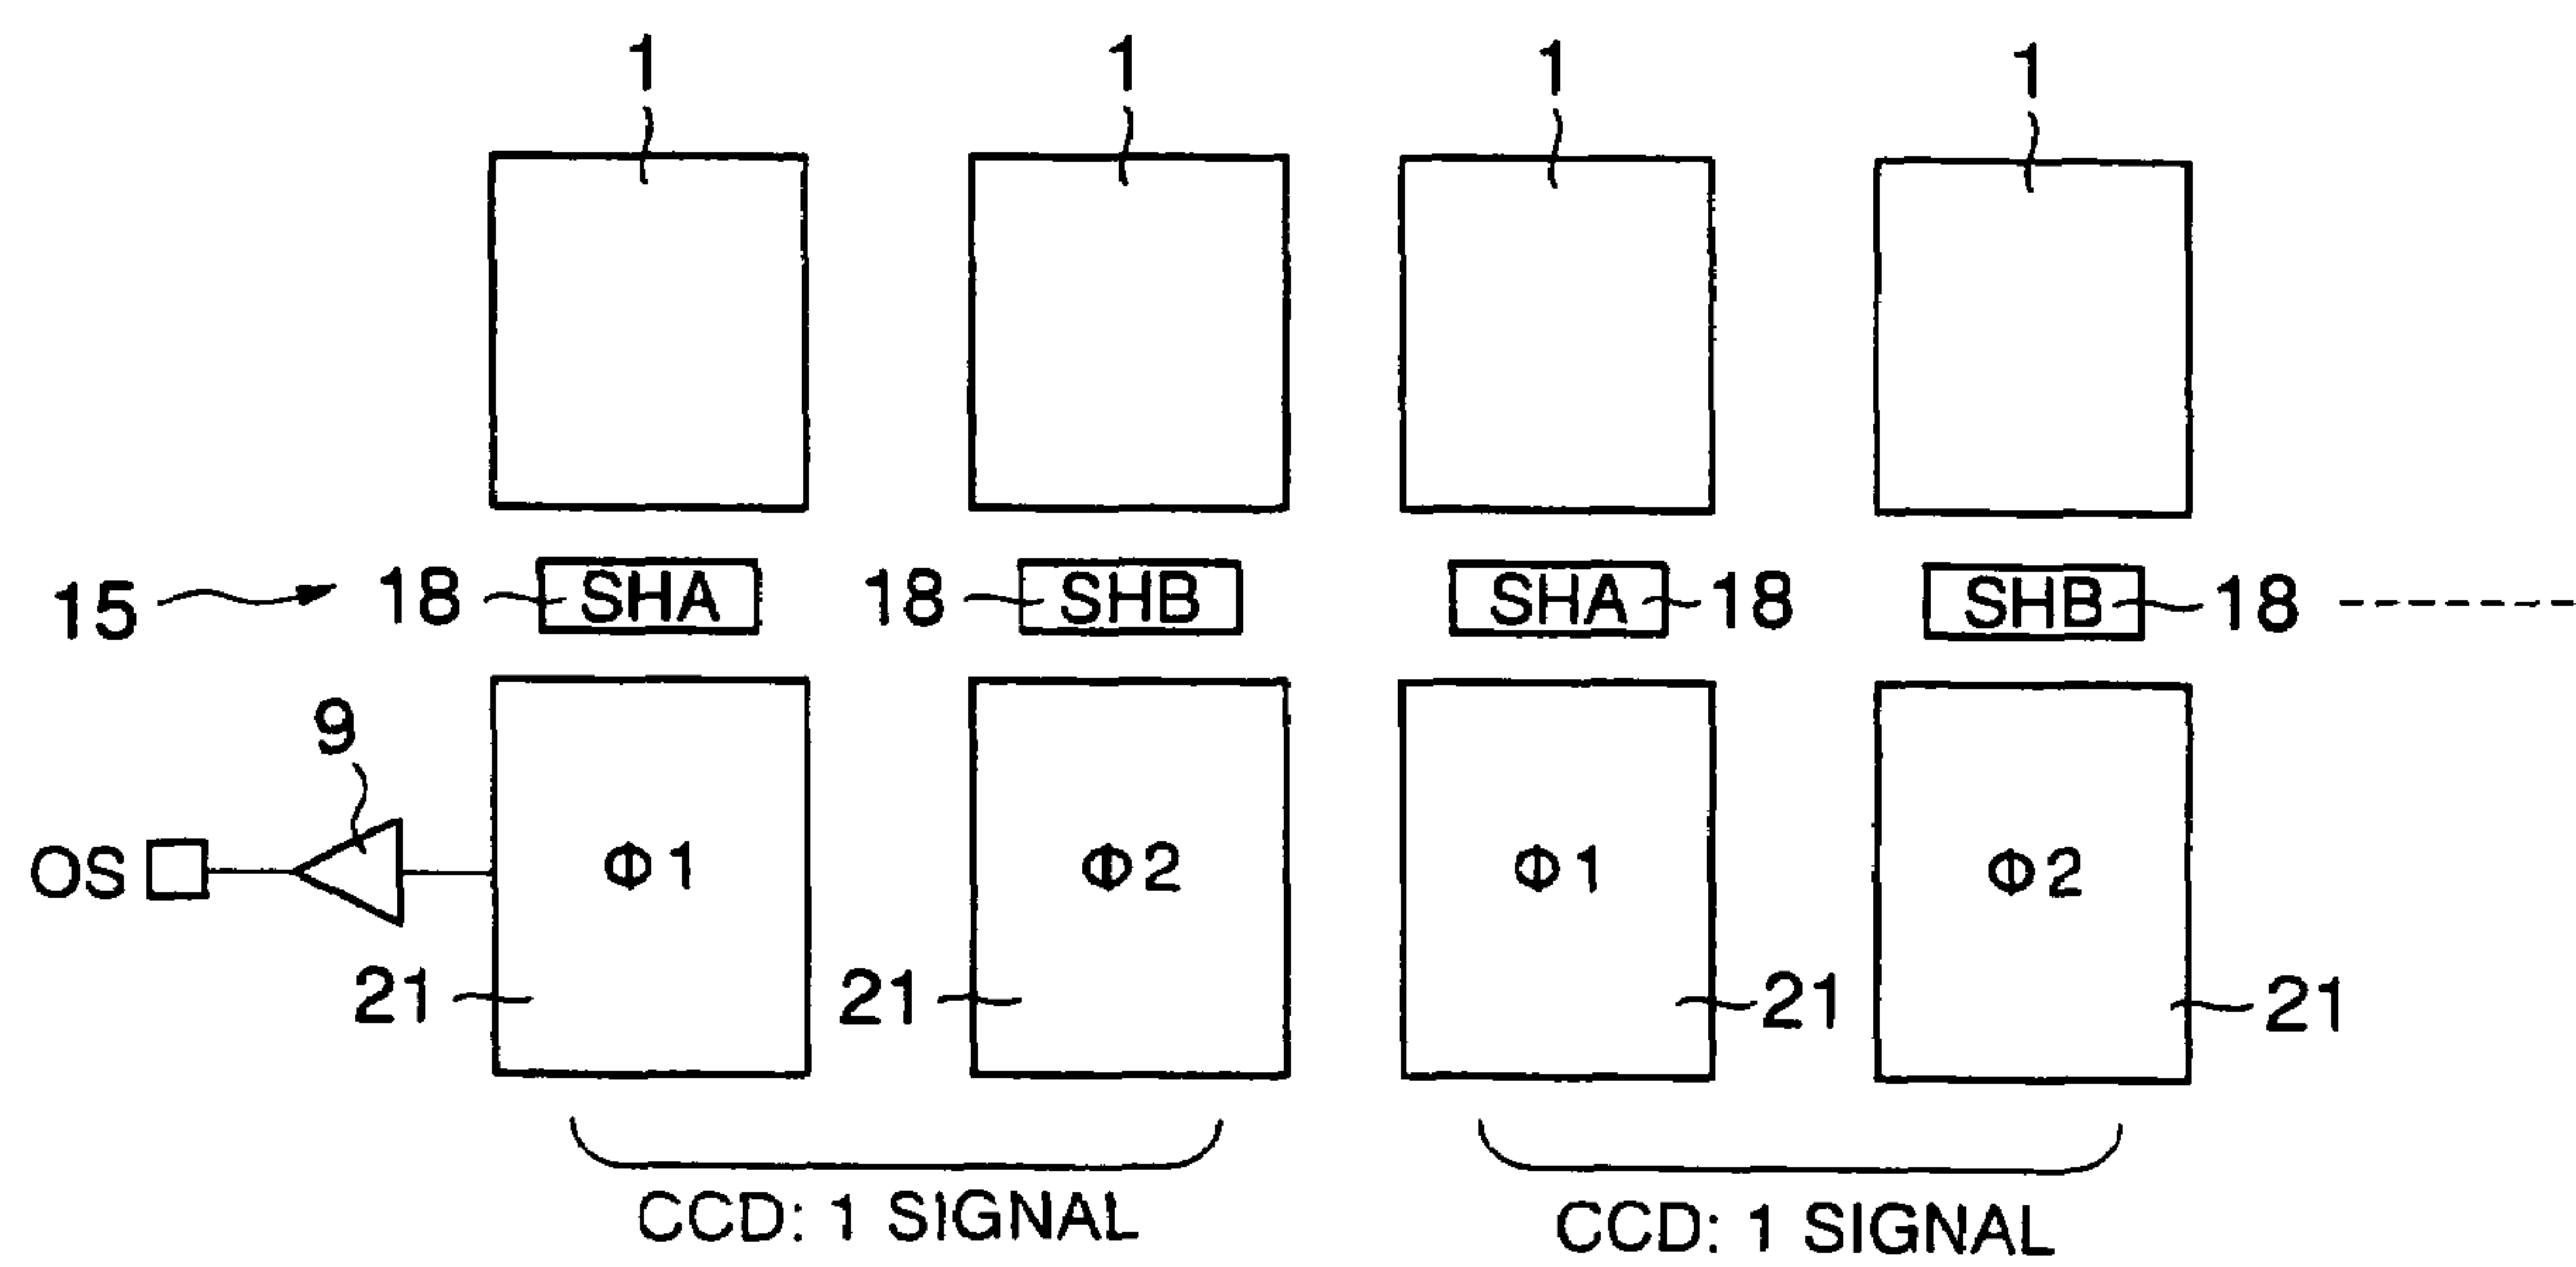 1 1 1 1
15 18 SHA 18 SHB SHA 18 SHB 18
9
OS Φ1 Φ2 Φ1 Φ2
21 21 21 21
CCD: 1 SIGNAL CCD: 1 SIGNAL